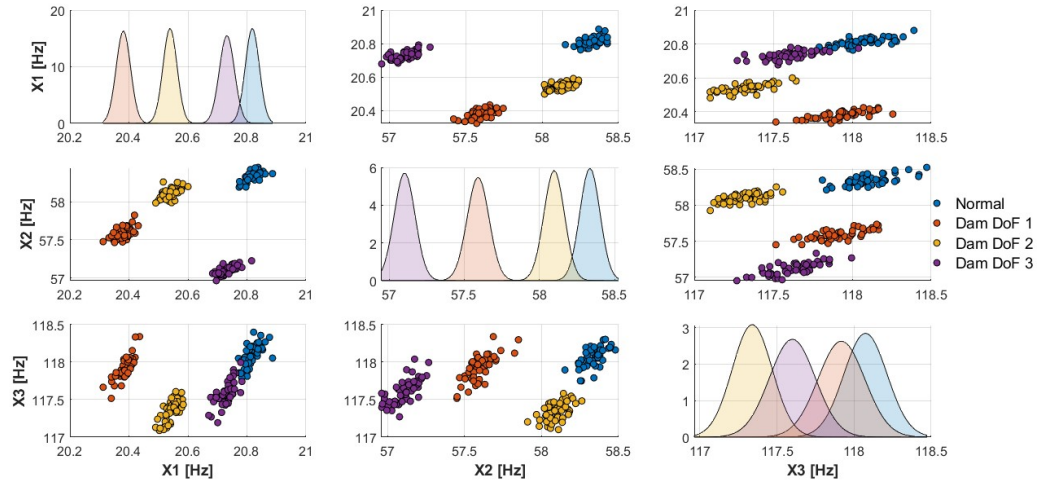 20
10
0
20.2 20.4 20.6 20.8 21
X1 [Hz]
21
20.8
20.6
20.4
57 57.5 58 58.5
21
20.8
20.6
20.4
117 117.5 118 118.5
58
57.5
57
20.2 20.4 20.6 20.8 21
X2 [Hz]
6
4
2
0
57 57.5 58 58.5
58.5
58
57.5
57
117 117.5 118 118.5
Normal
Dam DoF 1
Dam DoF 2
Dam DoF 3
118.5
118
117.5
117
20.2 20.4 20.6 20.8 21
X3 [Hz]
X1 [Hz]
118.5
118
117.5
117
57 57.5 58 58.5
X2 [Hz]
3
2
1
0
117 117.5 118 118.5
X3 [Hz]